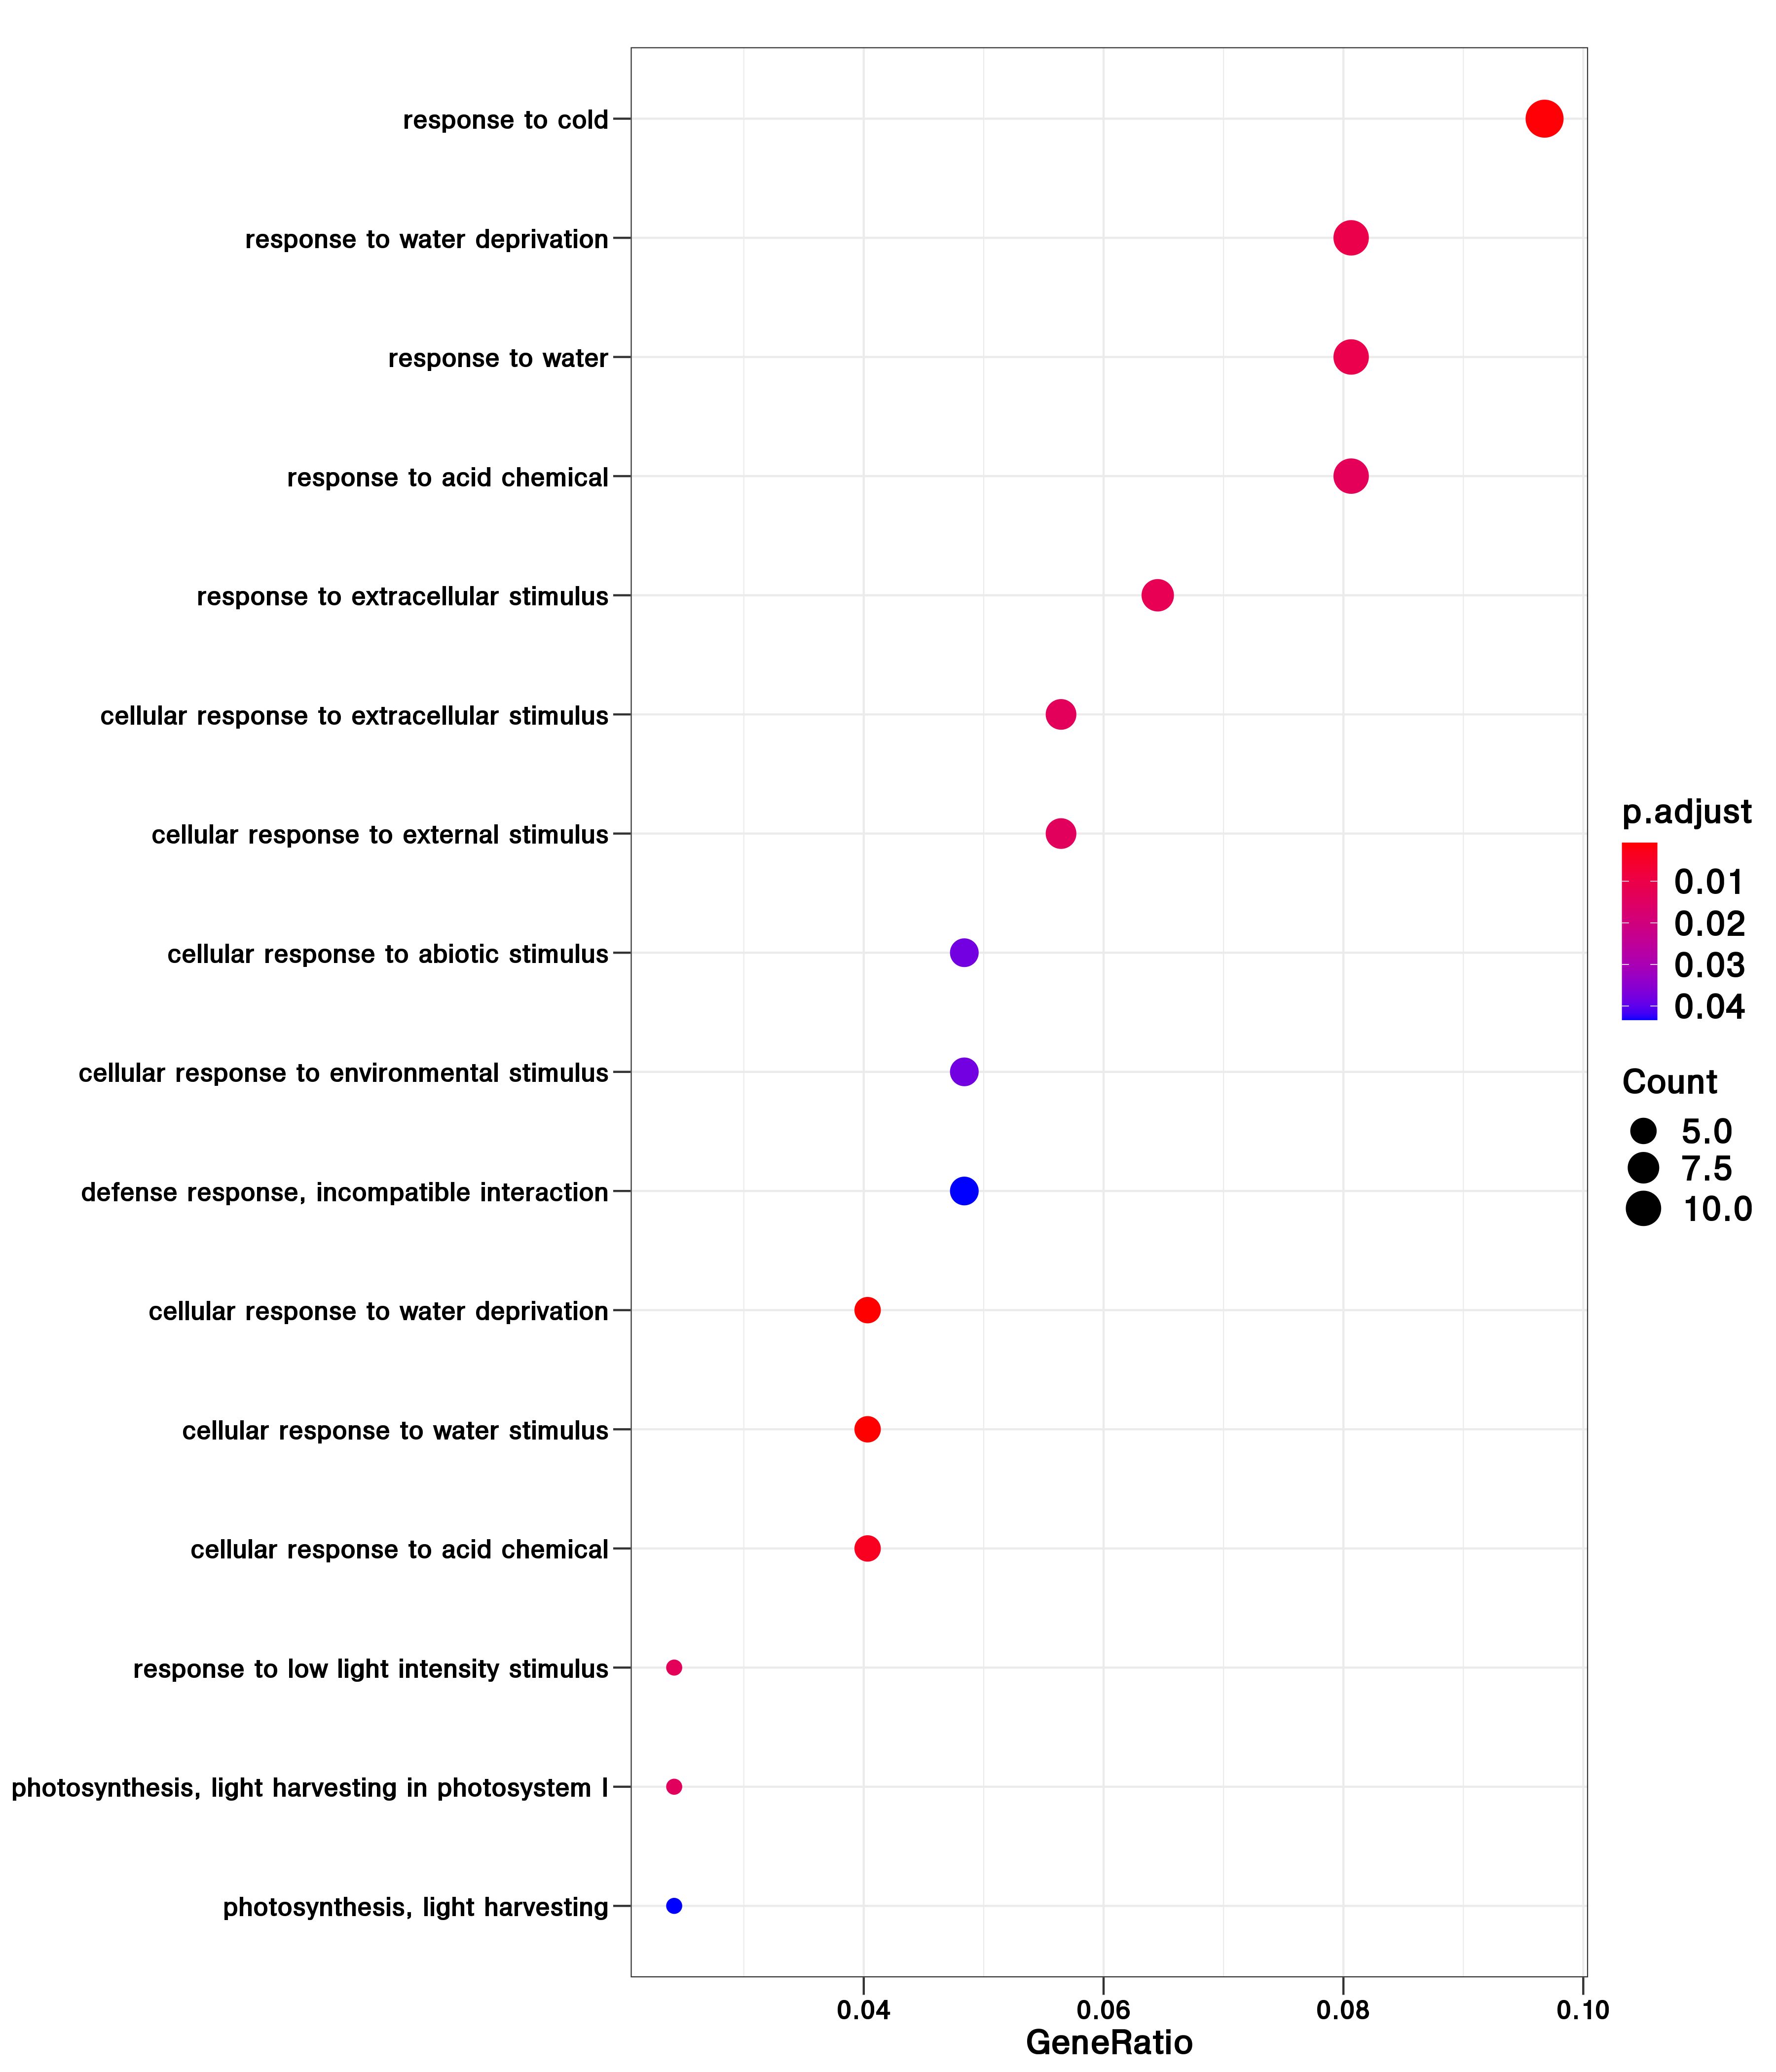 response to cold
response to water deprivation
response to water
response to acid chemical
response to extracellular stimulus
cellular response to extracellular stimulus
cellular response to external stimulus
cellular response to abiotic stimulus
cellular response to environmental stimulus
defense response, incompatible interaction
cellular response to water deprivation
cellular response to water stimulus
cellular response to acid chemical
response to low light intensity stimulus
photosynthesis, light harvesting in photosystem I
photosynthesis, light harvesting
0.04 0.06 0.08 0.10
GeneRatio
p.adjust
0.01
0.02
0.03
0.04
Count
5.0
7.5
10.0